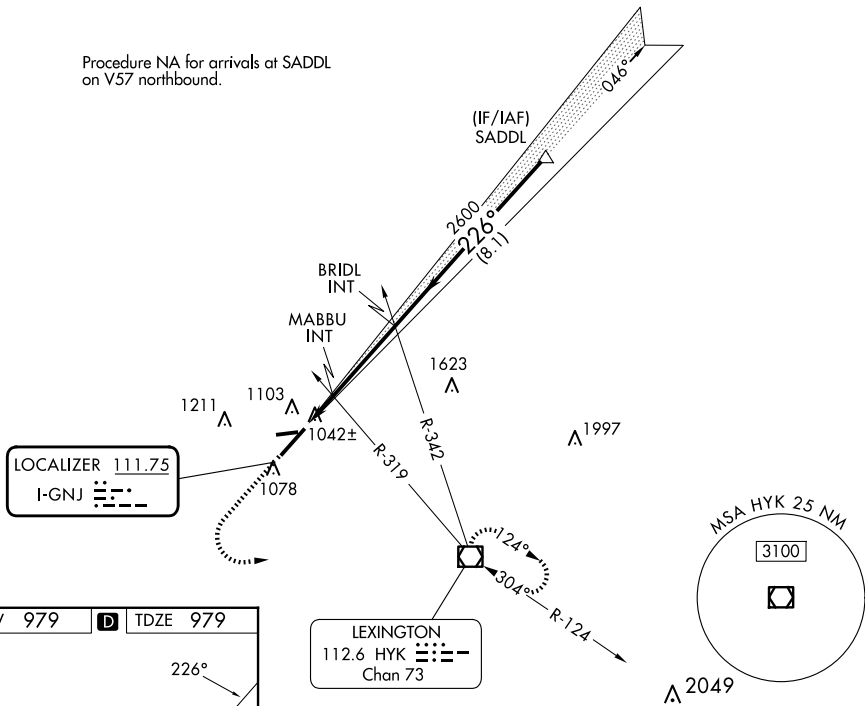 Procedure NA for arrivals at SADDL
on V57 northbound.
046°
(IF/IAF)
SADDL
2600
226°
(8.1)
BRIDL
INT
MABBU
INT
1623
1211
1103
1042±
1997
R-342
R-319
LOCALIZER 111.75
I-GNJ
1078
MSA HYK 25 NM
3100
124°
304°
R-124
979
D
TDZE 979
LEXINGTON
112.6 HYK
Chan 73
226°
2049